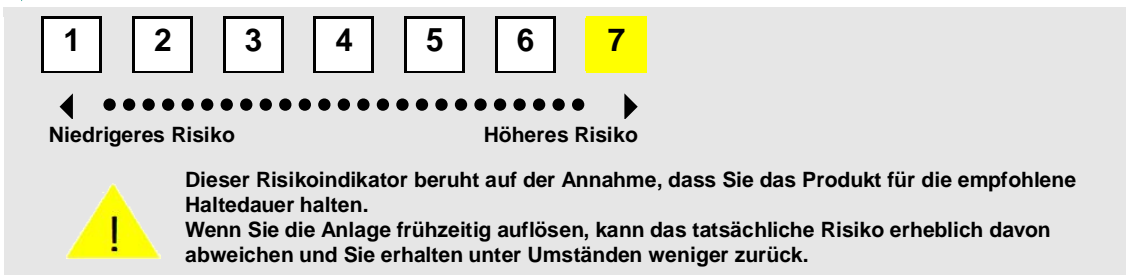 1 2 3 4 5 6 7
Niedrigeres Risiko Höheres Risiko
Dieser Risikoindikator beruht auf der Annahme, dass Sie das Produkt für die empfohlene
Haltedauer halten.
! Wenn Sie die Anlage frühzeitig auflösen, kann das tatsächliche Risiko erheblich davon
abweichen und Sie erhalten unter Umständen weniger zurück.